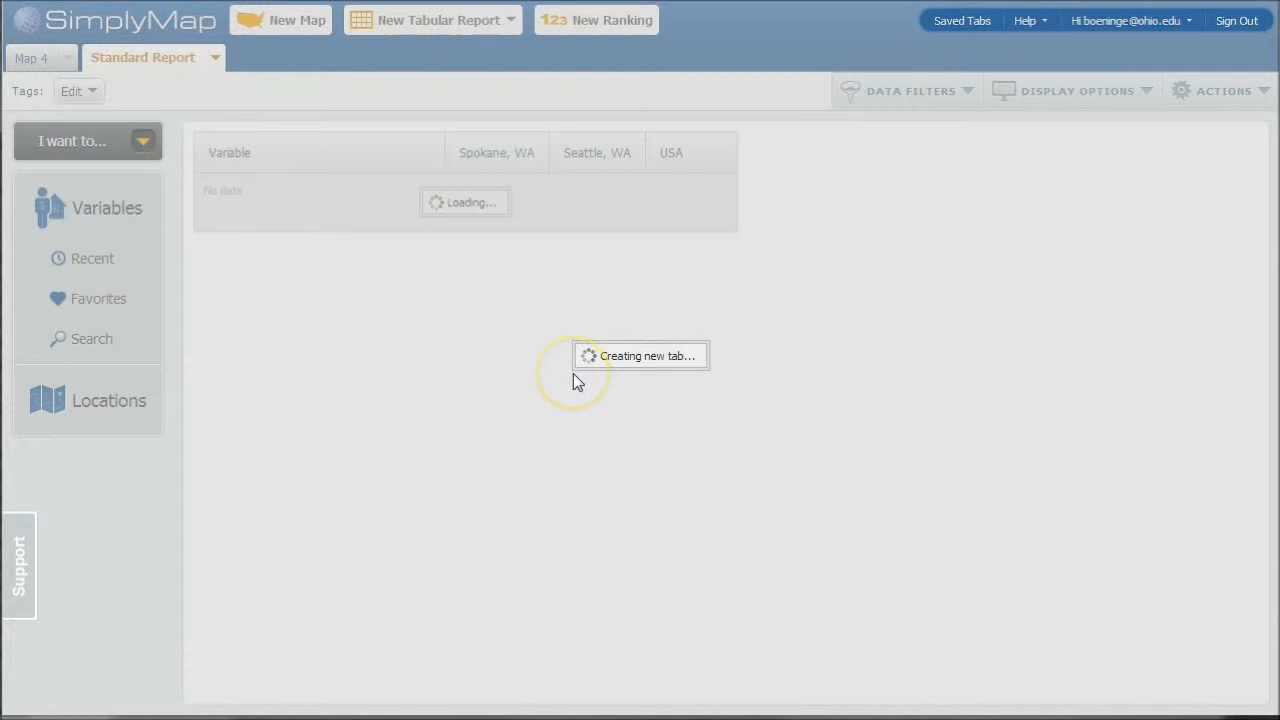 SimplyMap New Map New Tabular Report 123 New Ranking Saved Tabs Help Hi boeninge@ohio.edu Sign Out
Map 4 Standard Report
Tags: Edit DATA FILTERS DISPLAY OPTIONS ACTIONS
I want to...
Variable Spokane, WA Seattle, WA USA
No data
Loading...
Variables
Recent
Favorites
Search
Creating new tab...
Locations
Support